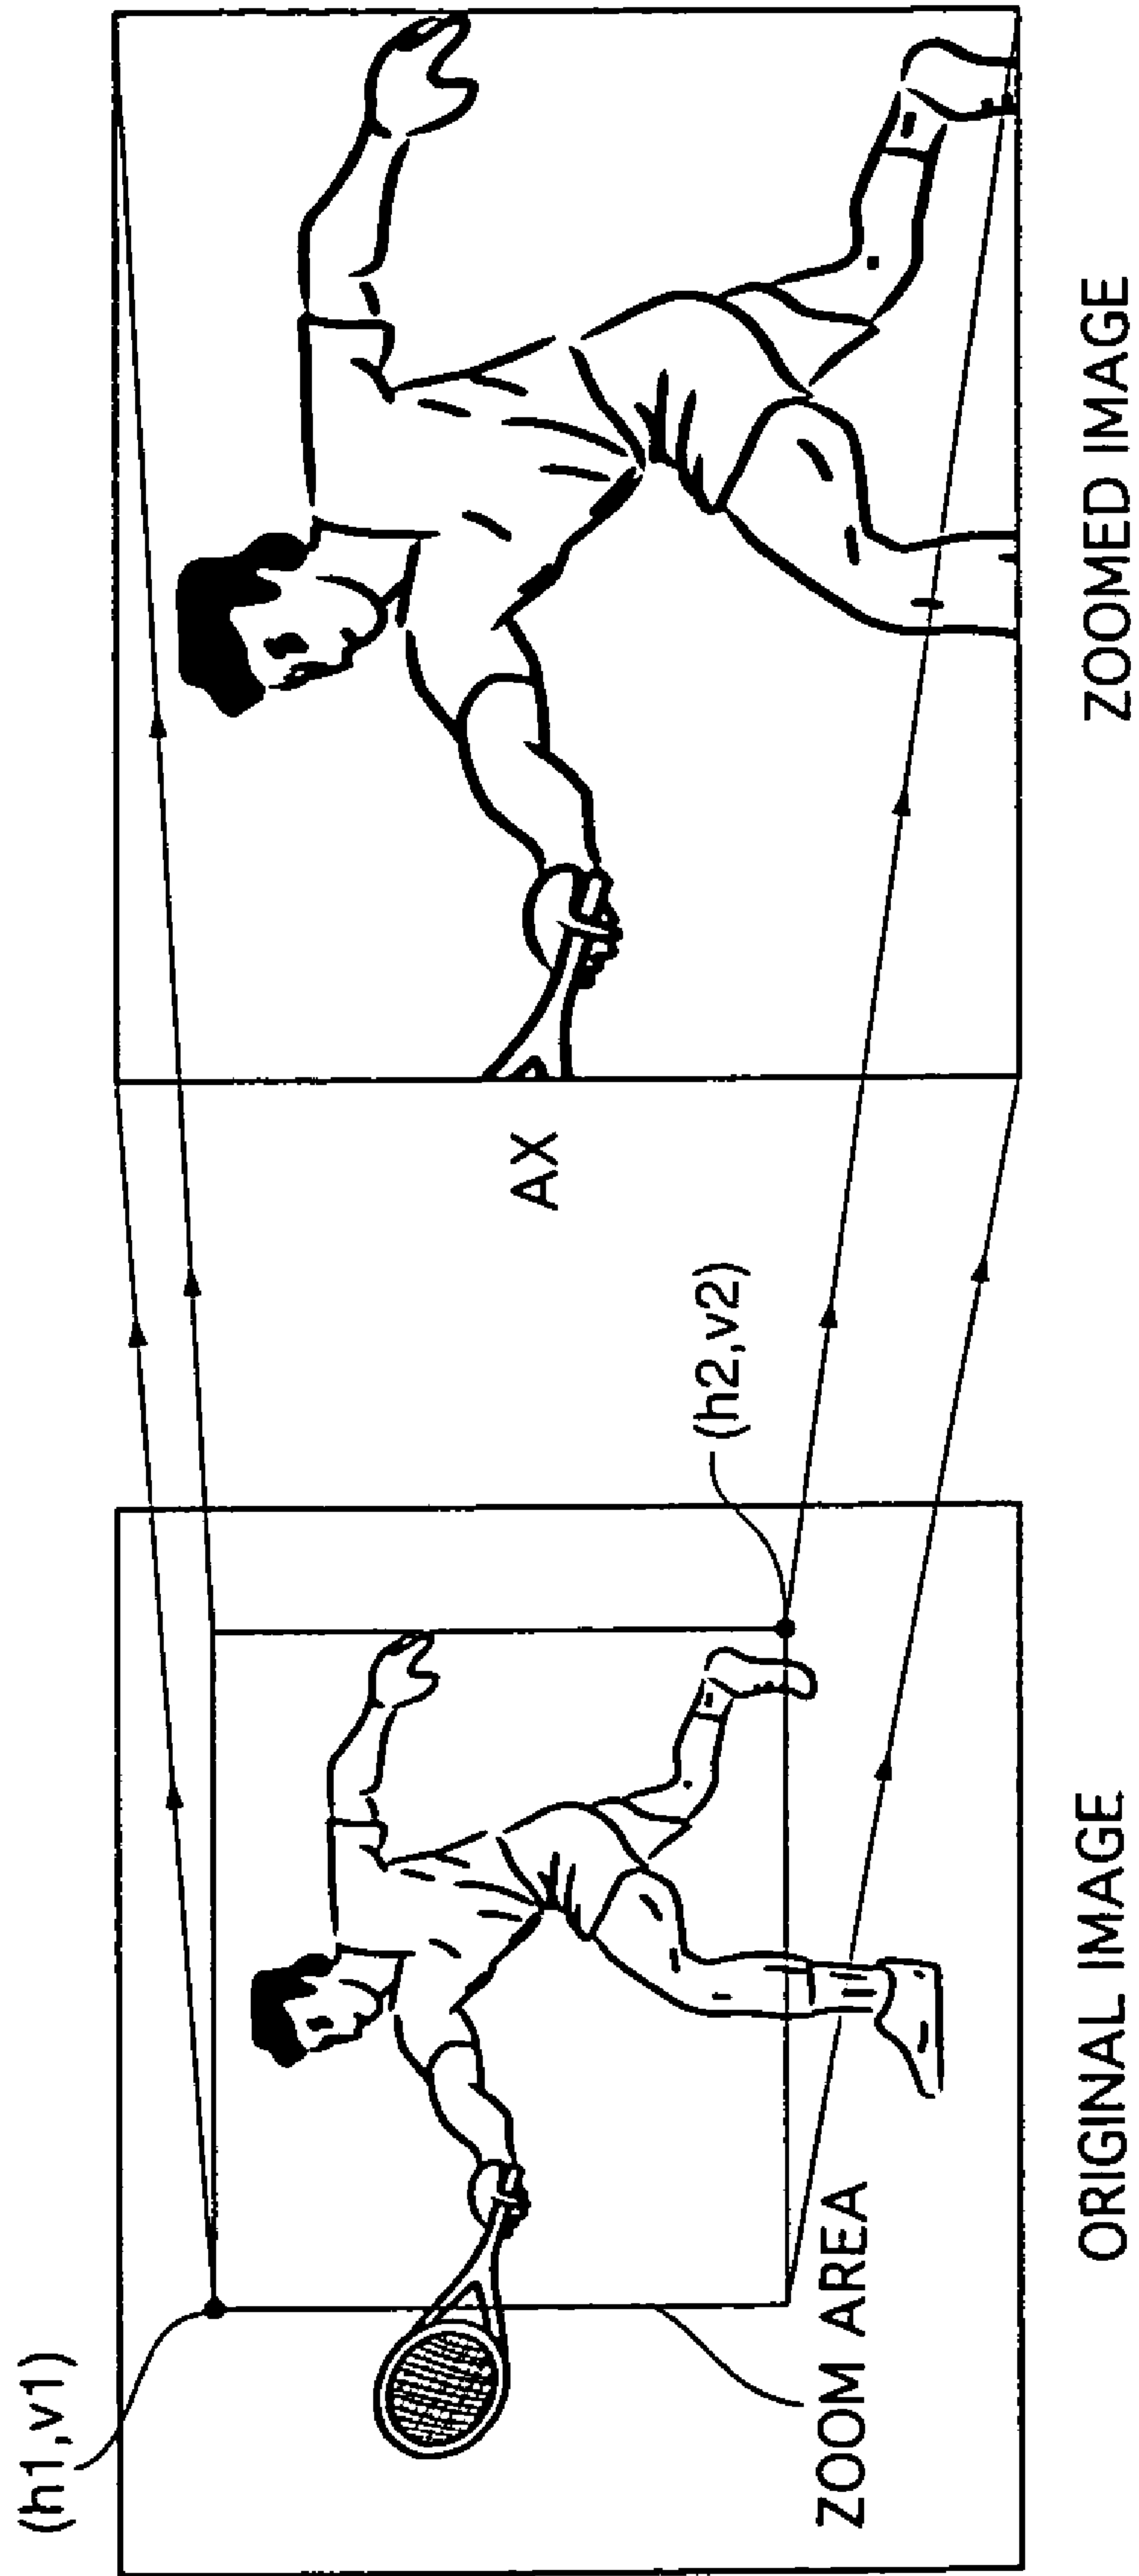 (h1,v1)
(h2,v2)
AX
ZOOM AREA
ORIGINAL IMAGE
ZOOMED IMAGE